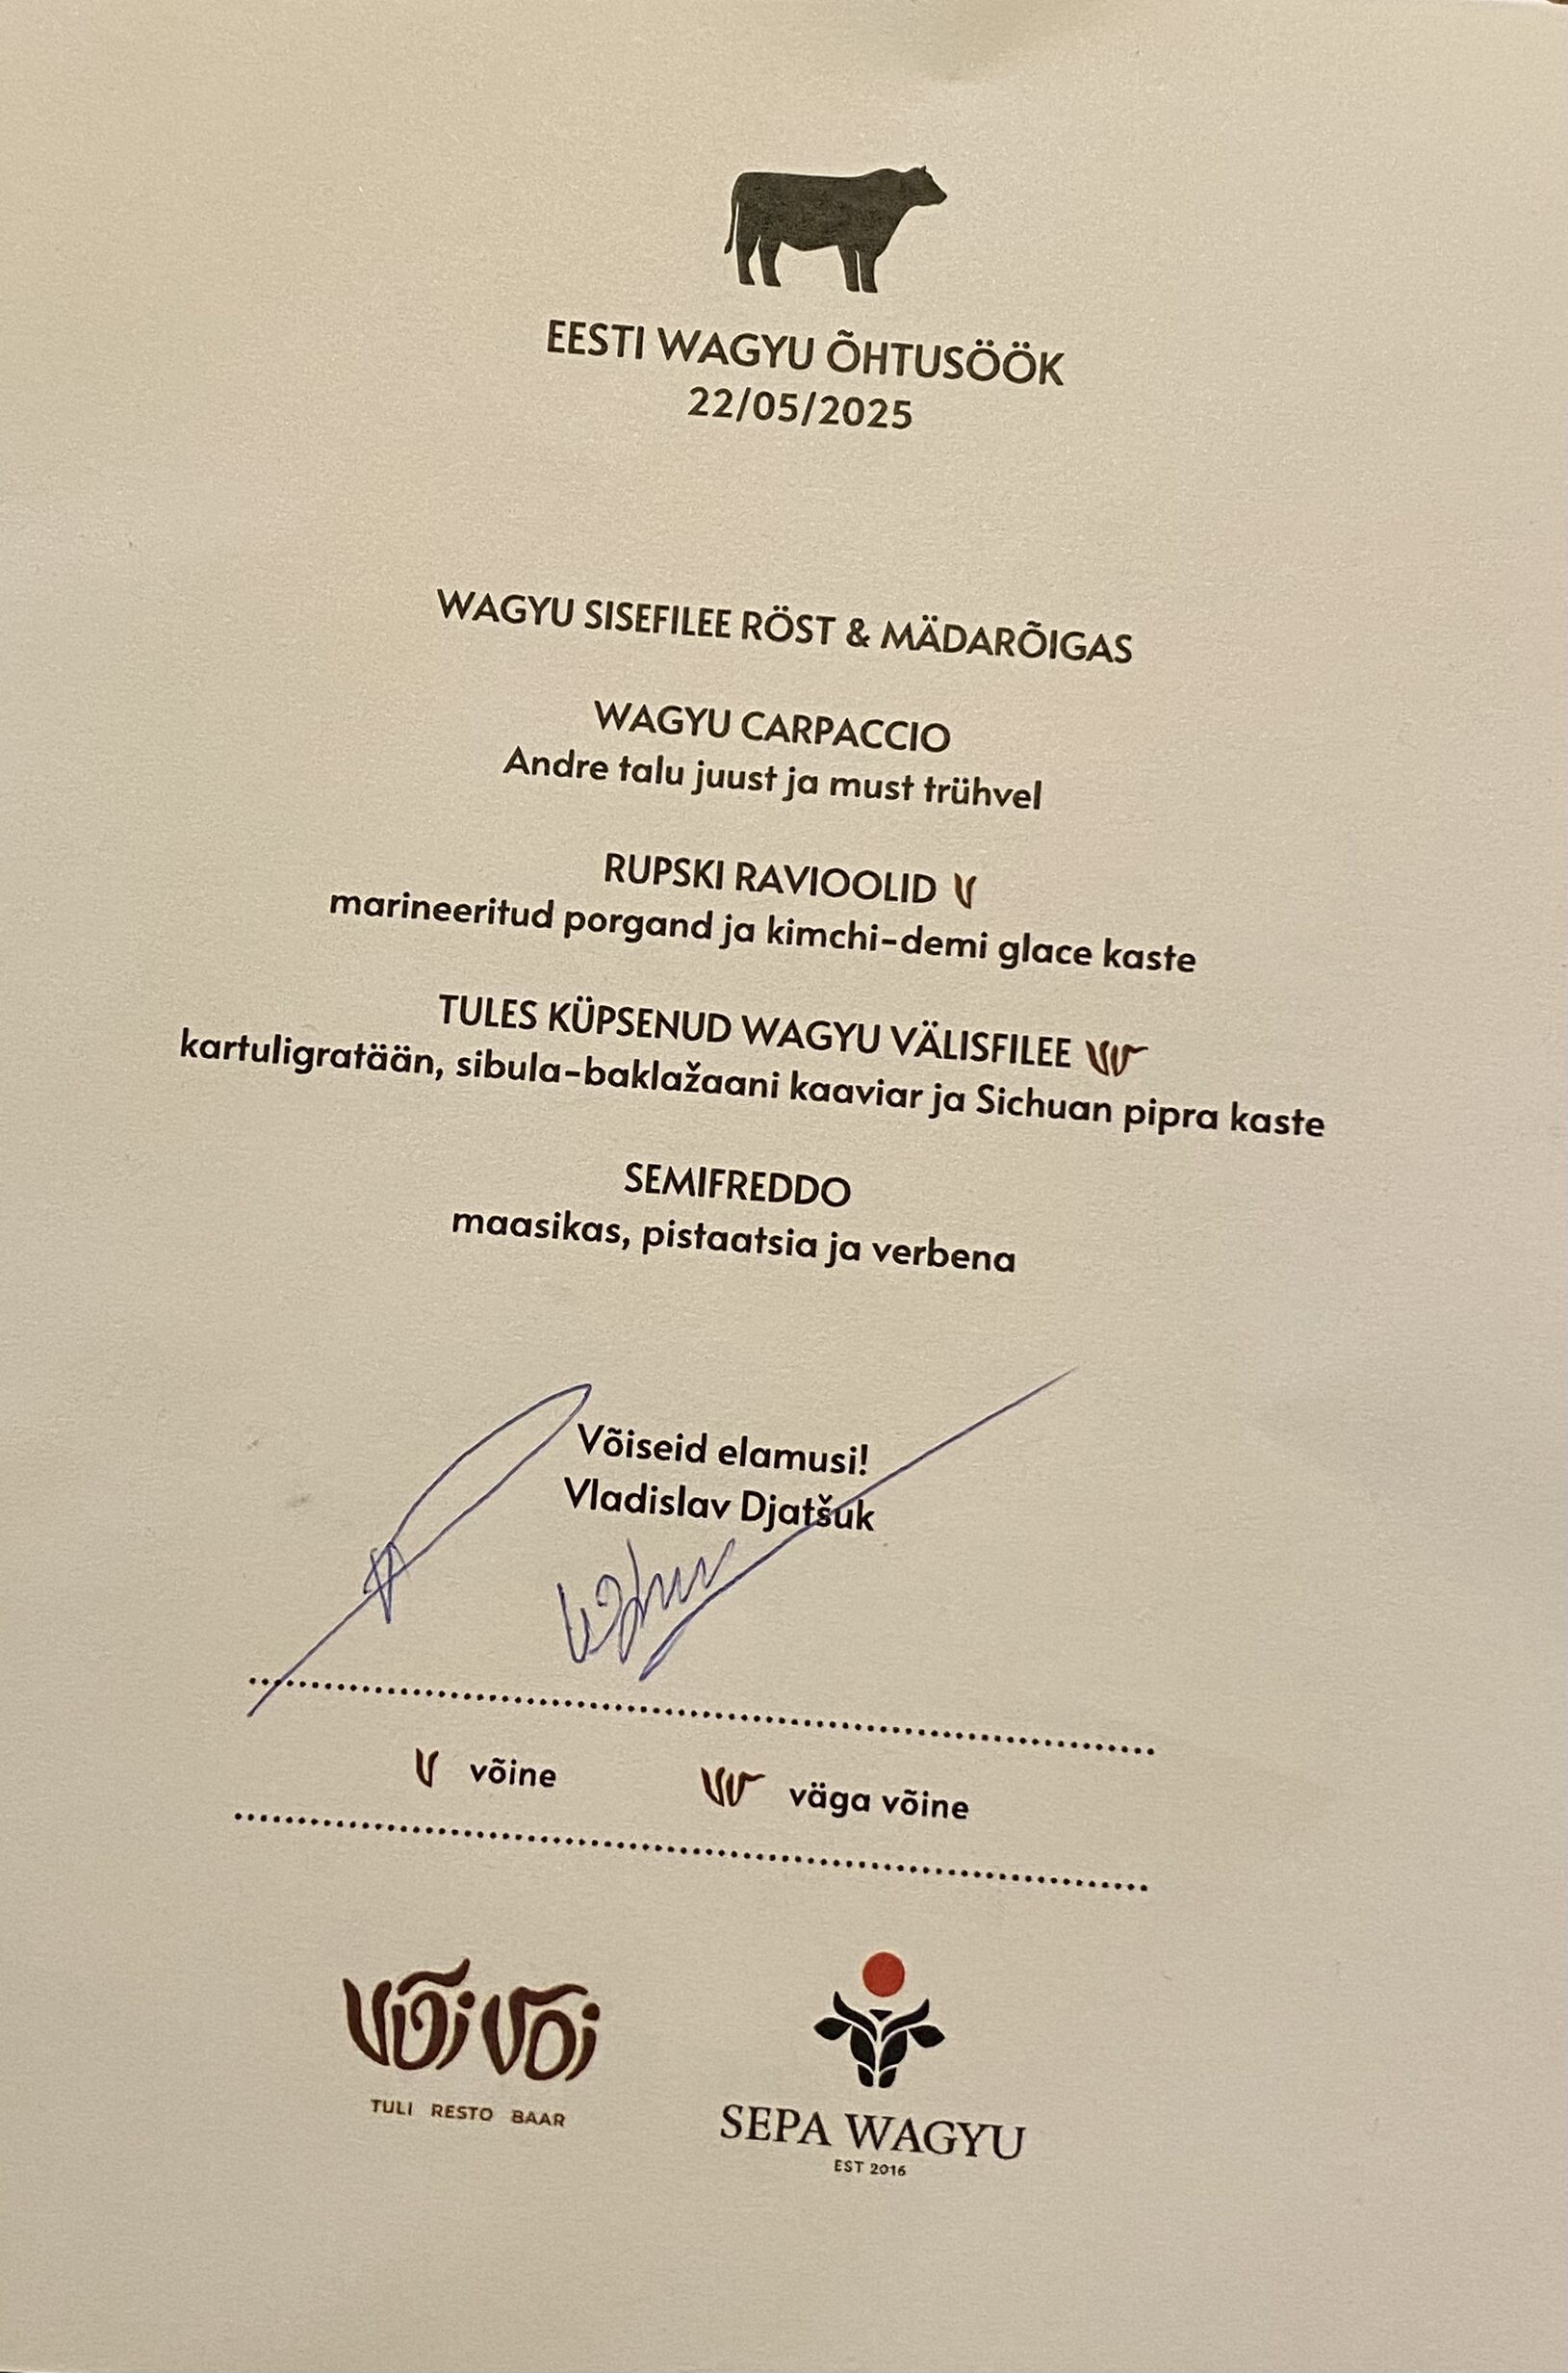 EESTI WAGYU ÕHTUSÖÖK
22/05/2025
WAGYU SISEFILEE RÖST & MÄDARÕIGAS
WAGYU CARPACCIO
Andre talu juust ja must trühvel
RUPSKI RAVIOOLID
marineeritud porgand ja kimchi-demi glace kaste
TULES KÜPSENUD WAGYU VÄLISFILEE
kartuligratään, sibula-baklažaani kaaviar ja Sichuan pipra kaste
SEMIFREDDO
maasikas, pistaatsia ja verbena
Võiseid elamusi!
Vladislav Djatšuk
võine väga võine
Või Või
TULI RESTO BAAR
SEPA WAGYU
EST 2016